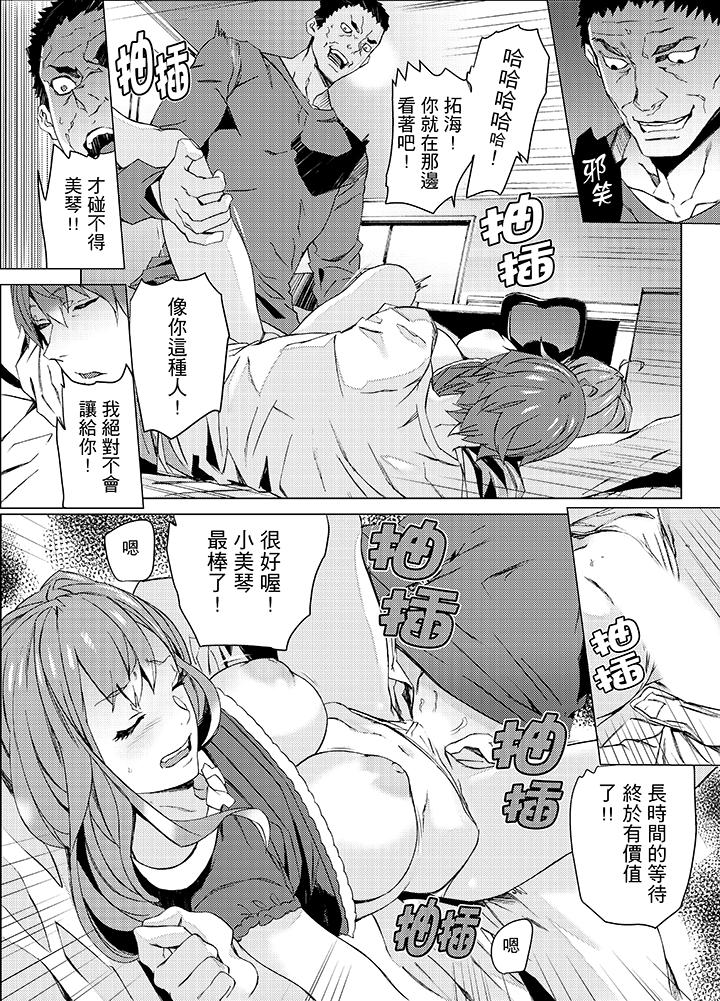 邪笑
哈哈哈哈哈！
拓海！
你就在那邊
看著吧！
抽插
抽插
才碰不得
美琴!!
像你這種人！
我絕對不會
讓給你！
抽插
長時間的等待
終於有價值
了!!
抽插
抽插
很好喔！
小美琴
最棒了！
嗯
抽插
嗯